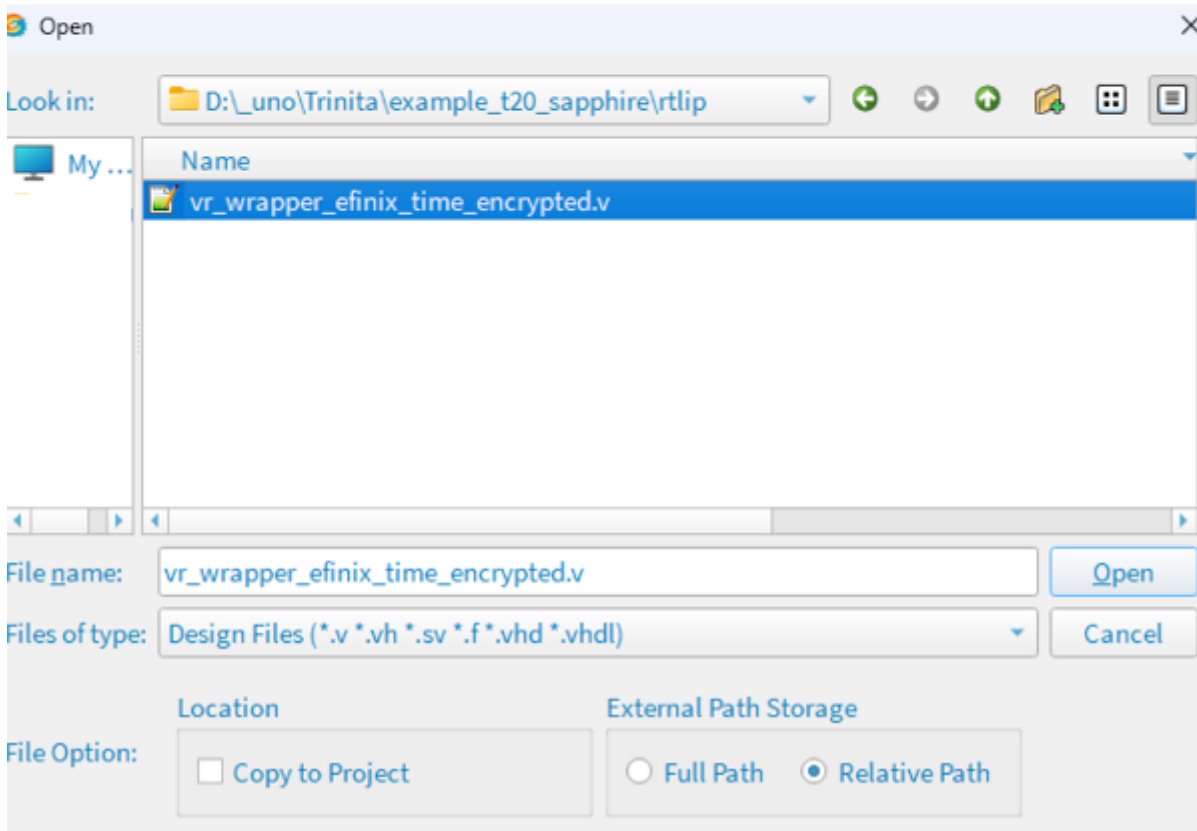 Open
Look in:
D:\_uno\Trinita\example_t20_sapphire\rtlip
My ...
Name
vr_wrapper_efinix_time_encrypted.v
File name:
vr_wrapper_efinix_time_encrypted.v
Open
Files of type:
Design Files (*.v *.vh *.sv *.f *.vhd *.vhdl)
Cancel
Location
External Path Storage
File Option:
Copy to Project
Full Path
Relative Path